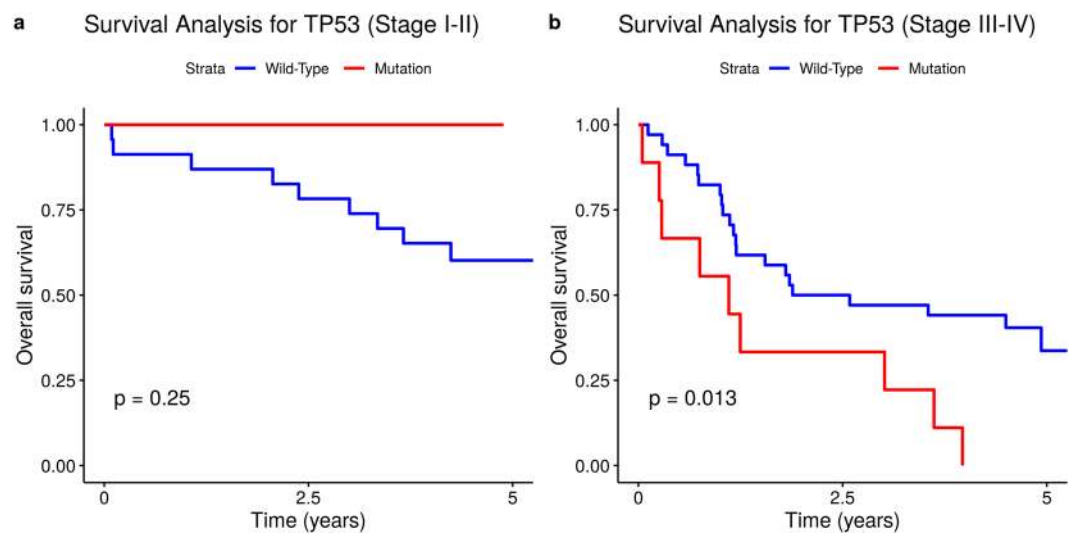 a Survival Analysis for TP53 (Stage I-II)
Strata Wild-Type Mutation
1.00
0.75
0.50
0.25
0.00
Overall survival
p = 0.25
0 2.5 5
Time (years)
b Survival Analysis for TP53 (Stage III-IV)
Strata Wild-Type Mutation
1.00
0.75
0.50
0.25
0.00
Overall survival
p = 0.013
0 2.5 5
Time (years)